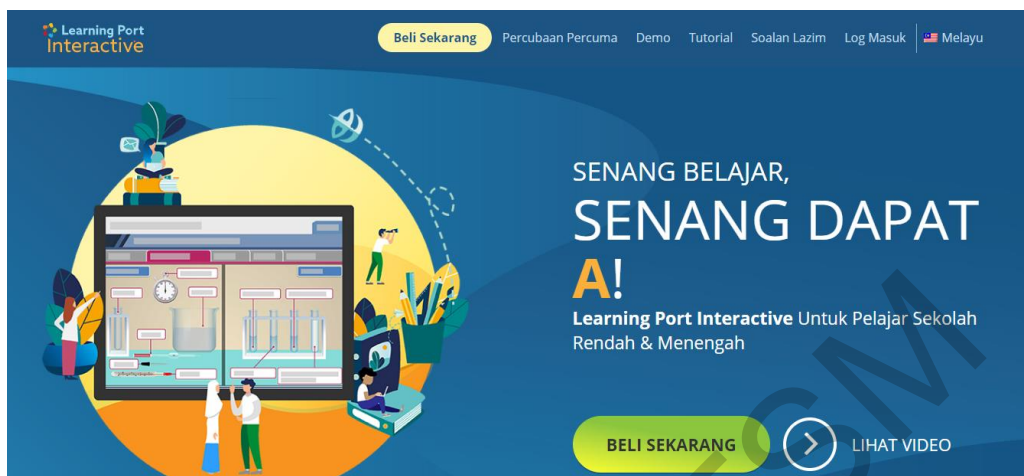 Learning Port
Interactive
Beli Sekarang Percubaan Percuma Demo Tutorial Soalan Lazim Log Masuk Melayu
SENANG BELAJAR,
SENANG DAPAT
A!
Learning Port Interactive Untuk Pelajar Sekolah
Rendah & Menengah
BELI SEKARANG LIHAT VIDEO